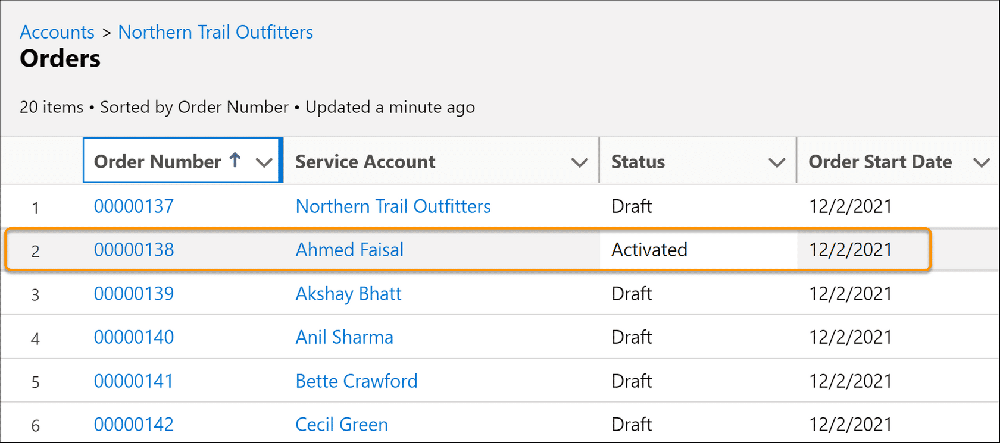 Accounts > Northern Trail Outfitters
Orders
20 items • Sorted by Order Number • Updated a minute ago
Order Number ↑ Service Account Status Order Start Date
1 00000137 Northern Trail Outfitters Draft 12/2/2021
2 00000138 Ahmed Faisal Activated 12/2/2021
3 00000139 Akshay Bhatt Draft 12/2/2021
4 00000140 Anil Sharma Draft 12/2/2021
5 00000141 Bette Crawford Draft 12/2/2021
6 00000142 Cecil Green Draft 12/2/2021